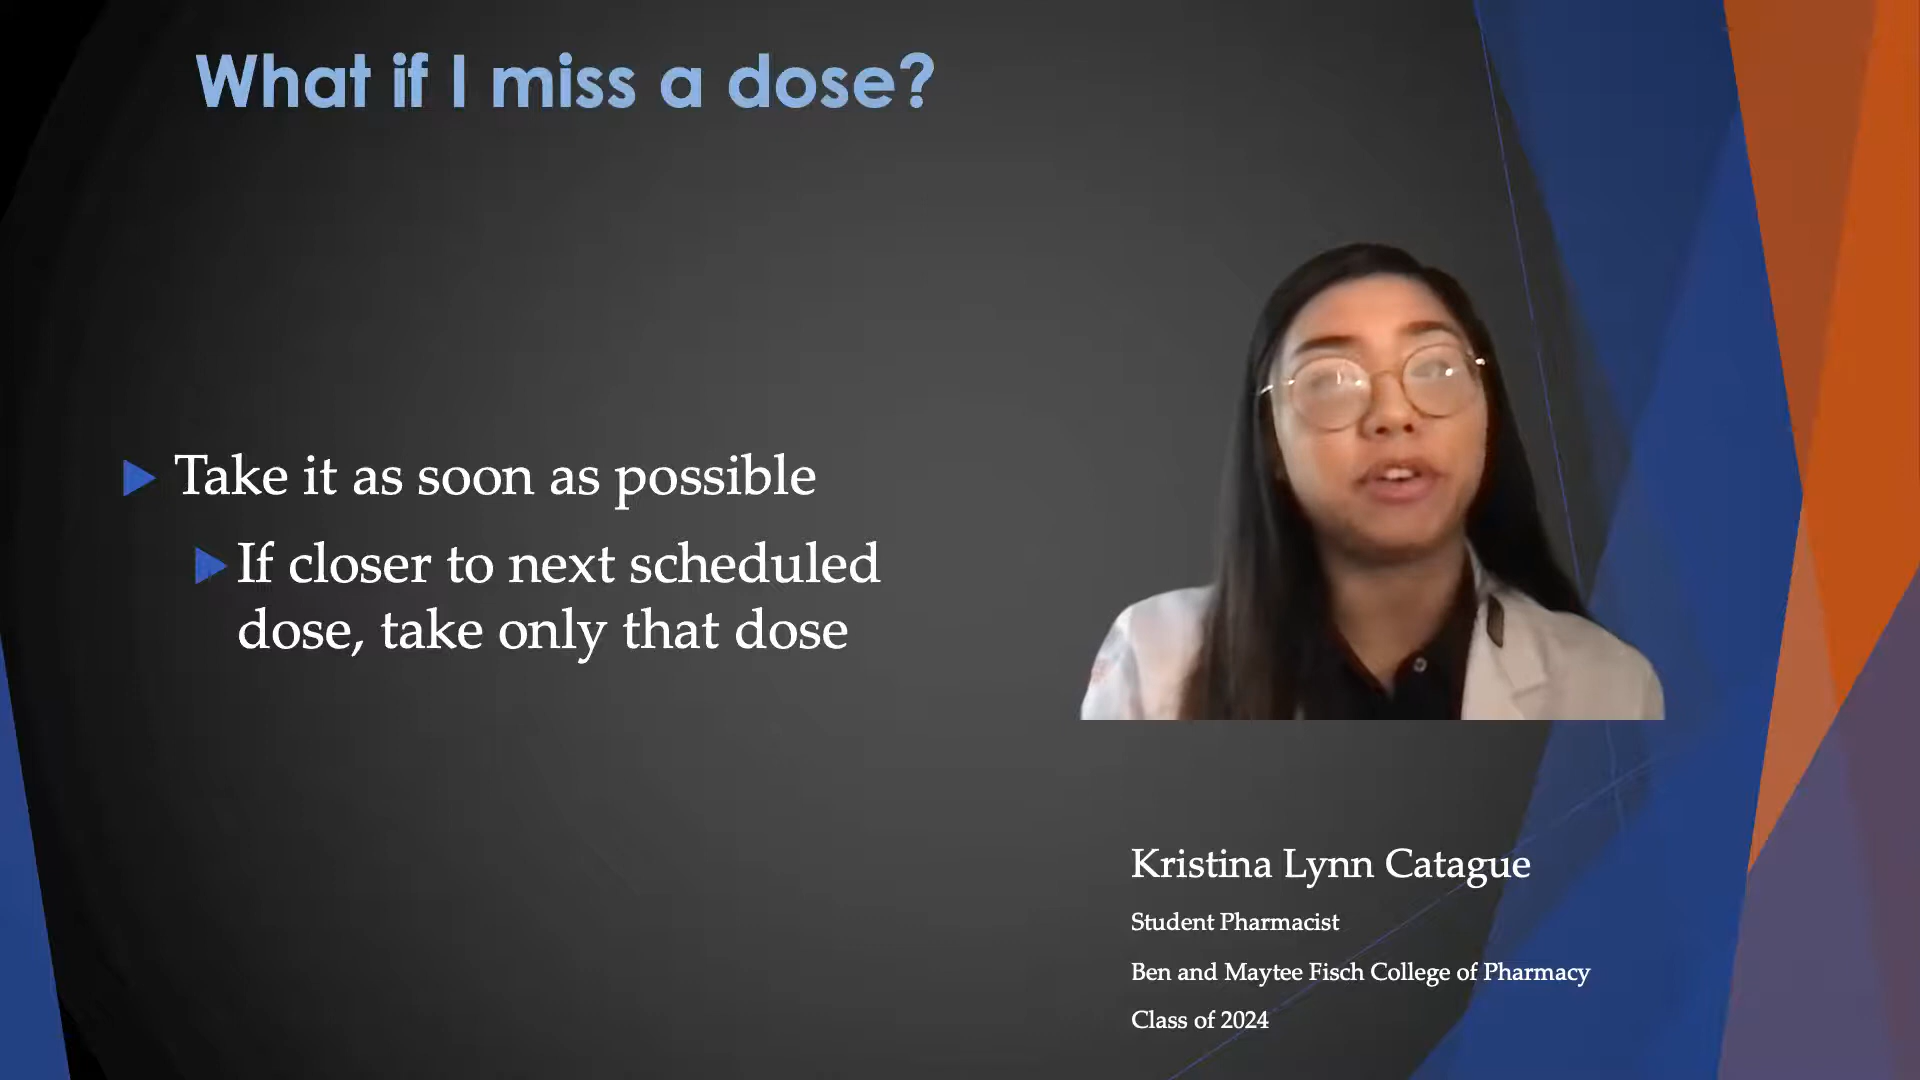 What if I miss a dose?
Take it as soon as possible
If closer to next scheduled
dose, take only that dose
Kristina Lynn Catague
Student Pharmacist
Ben and Maytee Fisch College of Pharmacy
Class of 2024